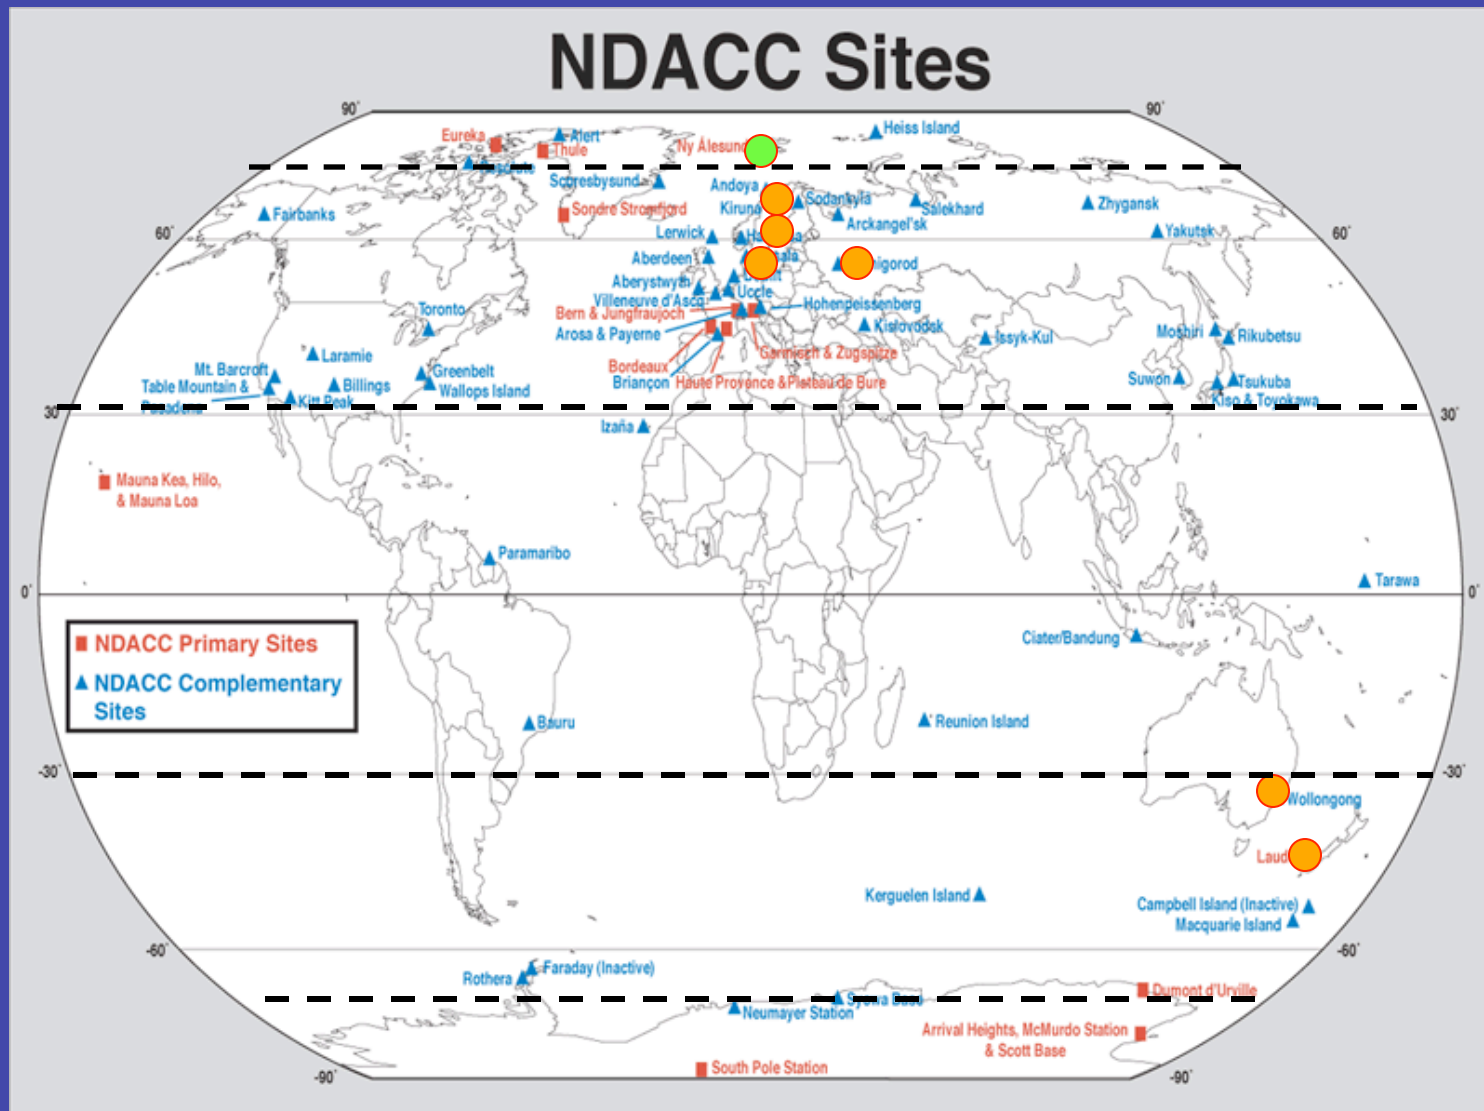 NDACC Sites
90°
90°
Eureka
Alert
Thule
Heiss Island
Ny Ålesund
Scoresbysund
Andoya
Sodankylä
Salekhard
Zhygansk
Fairbanks
Sondre Stromfjord
Kiruna
Arckangel'sk
60°
Lerwick
Yakutsk
60°
Aberdeen
Aberystwyth
Uccle
Villeneuve d'Ascq
Hohenpeissenberg
Toronto
Bern & Jungfraujoch
Kislovodsk
Arosa & Payerne
Issyk-Kul
Moshiri
Rikubetsu
Laramie
Garmisch & Zugspitze
Mt. Barcroft
Greenbelt
Bordeaux
Suwon
Tsukuba
Table Mountain &
Pasadena
Billings
Wallops Island
Briançon
Haute Provence & Plateau de Bure
Kitt Peak
Kiso & Toyokawa
30°
30°
Izaña
Mauna Kea, Hilo,
& Mauna Loa
Paramaribo
Tarawa
0°
0°
Ciater/Bandung
NDACC Primary Sites
NDACC Complementary
Sites
Bauru
Reunion Island
-30°
-30°
Wollongong
Laud
Kerguelen Island
Campbell Island (Inactive)
Macquarie Island
-60°
-60°
Faraday (Inactive)
Rothera
Dumont d'Urville
Syowa Base
Neumayer Station
Arrival Heights, McMurdo Station
& Scott Base
South Pole Station
-90°
-90°